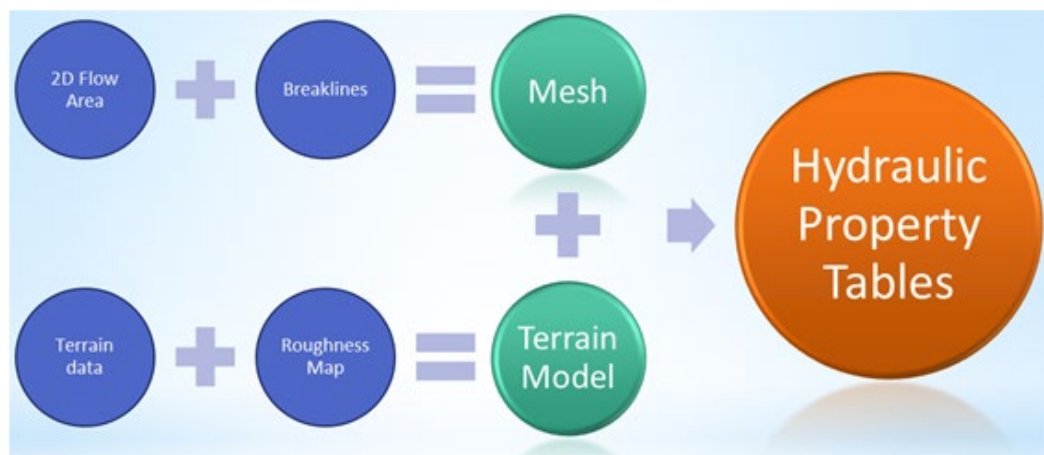 2D Flow
Area
Breaklines
Mesh
Terrain
data
Roughness
Map
Terrain
Model
Hydraulic
Property
Tables